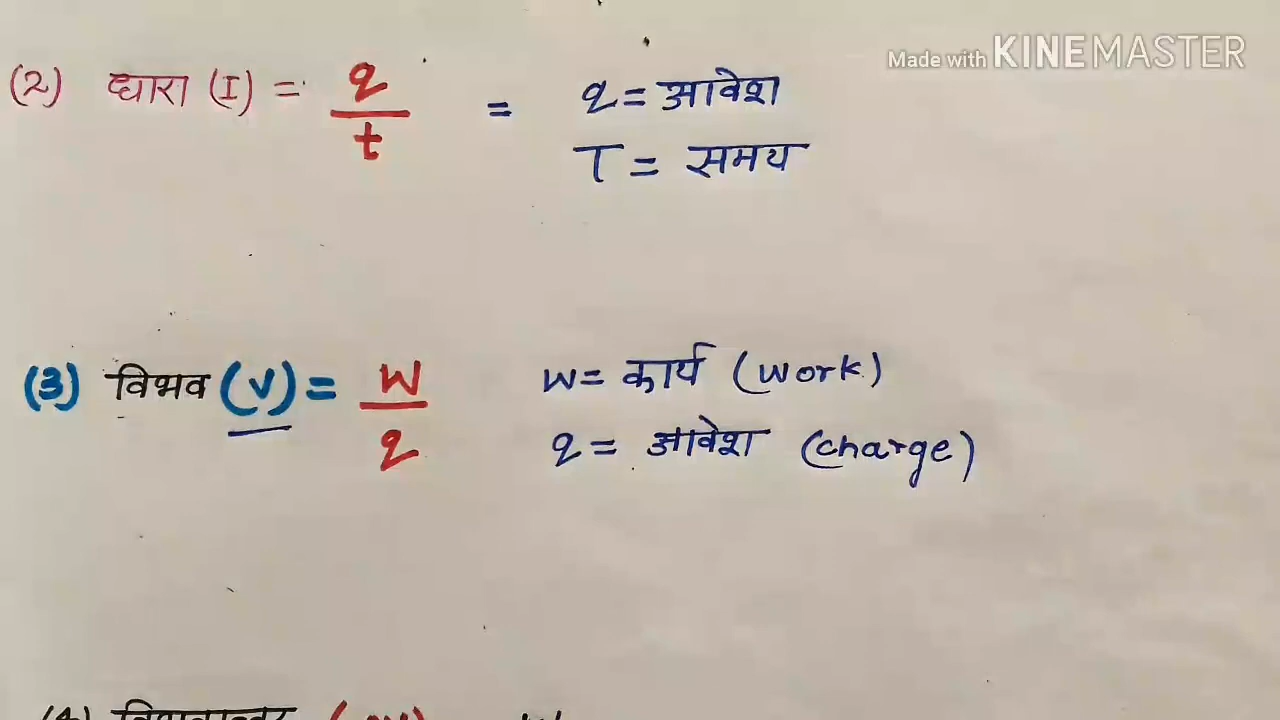 Made with KINEMASTER
(2) धारा (I) = q/t = q = आवेश
T = समय
(3) विभव (V) = W/q W = कार्य (Work)
q = आवेश (charge)